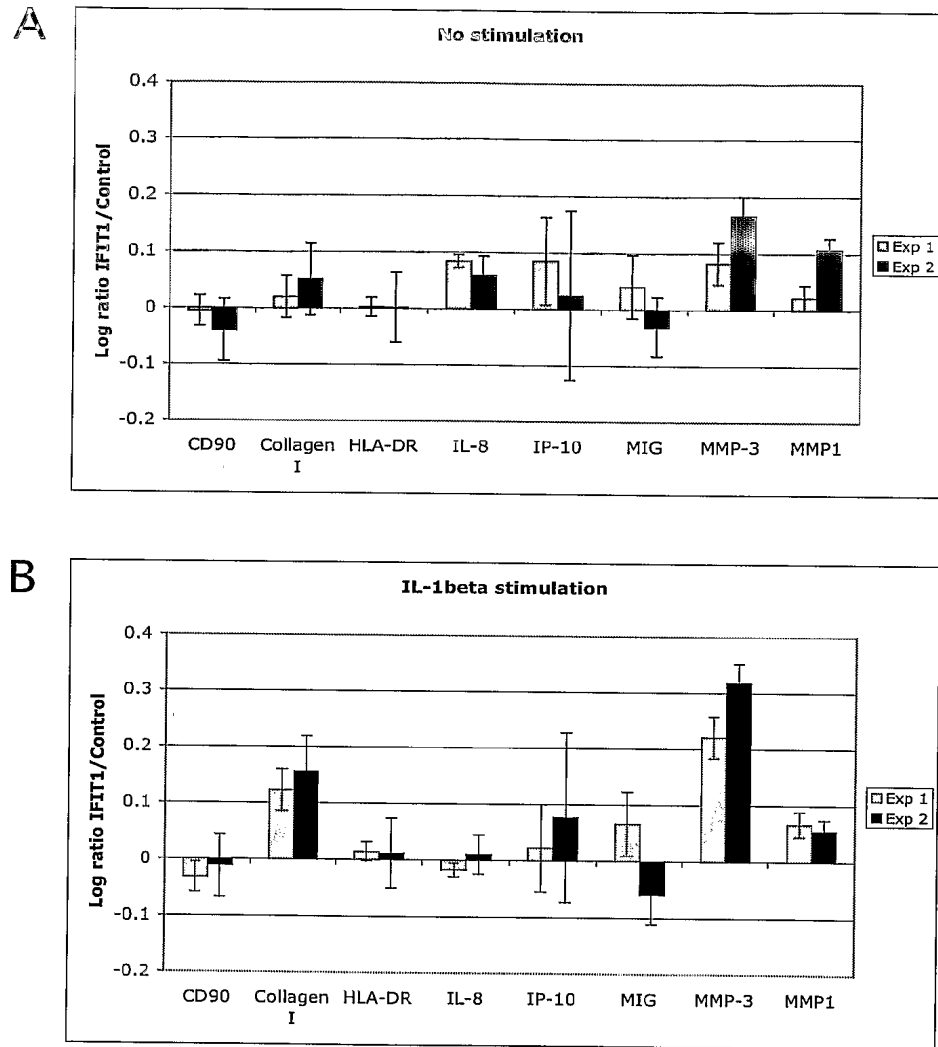 A
No stimulation
Log ratio IFIT1/Control
0.4
0.3
0.2
0.1
0
-0.1
-0.2
CD90
Collagen
I
HLA-DR
IL-8
IP-10
MIG
MMP-3
MMP1
Exp 1
Exp 2
B
IL-1beta stimulation
Log ratio IFIT1/Control
0.4
0.3
0.2
0.1
0
-0.1
-0.2
CD90
Collagen
I
HLA-DR
IL-8
IP-10
MIG
MMP-3
MMP1
Exp 1
Exp 2